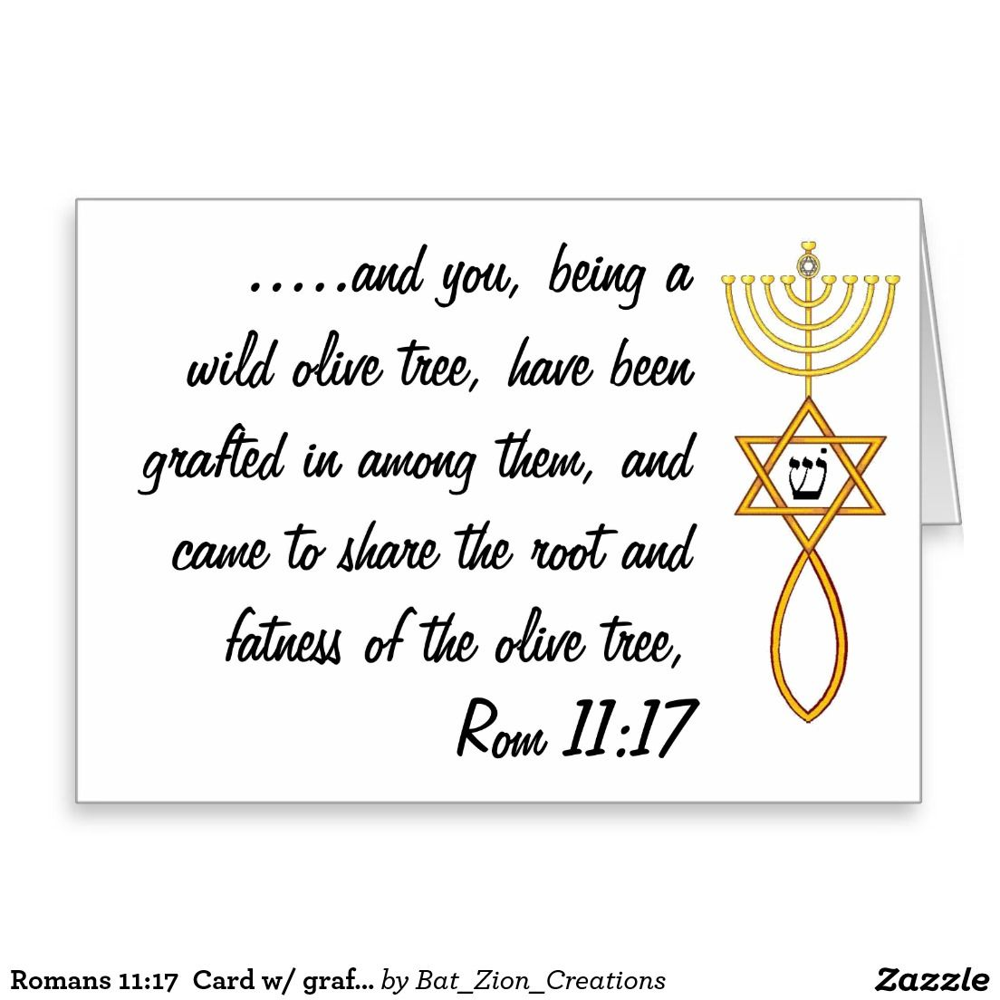 .....and you, being a
wild olive tree, have been
grafted in among them, and
came to share the root and
fatness of the olive tree,
Rom 11:17
שׁ
Romans 11:17 Card w/ graf... by Bat_Zion_Creations
Zazzle